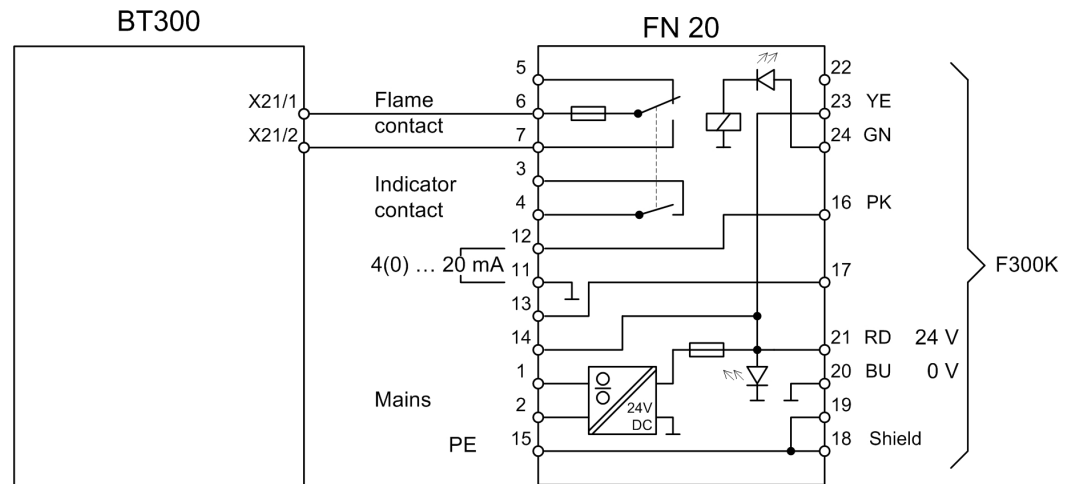 BT300
FN 20
5
22
X21/1
Flame
contact
6
23 YE
X21/2
7
24 GN
3
Indicator
contact
4
16 PK
12
4(0) … 20 mA
11
17
13
14
21 RD 24 V
1
20 BU 0 V
Mains
2
24V
DC
19
PE
15
18 Shield
F300K